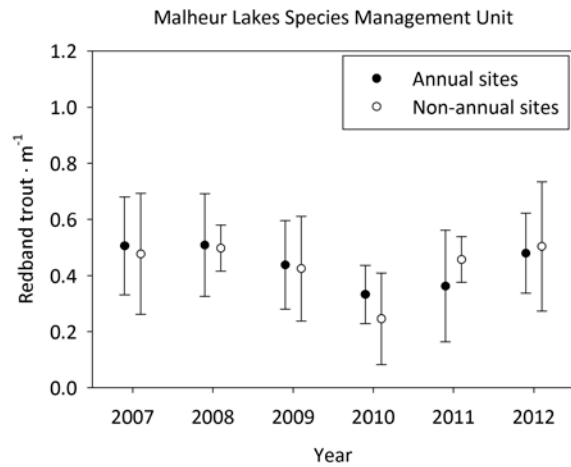 Malheur Lakes Species Management Unit
1.2
1.0
0.8
0.6
0.4
0.2
0.0
Redband trout · m⁻¹
Annual sites
Non-annual sites
2007 2008 2009 2010 2011 2012
Year